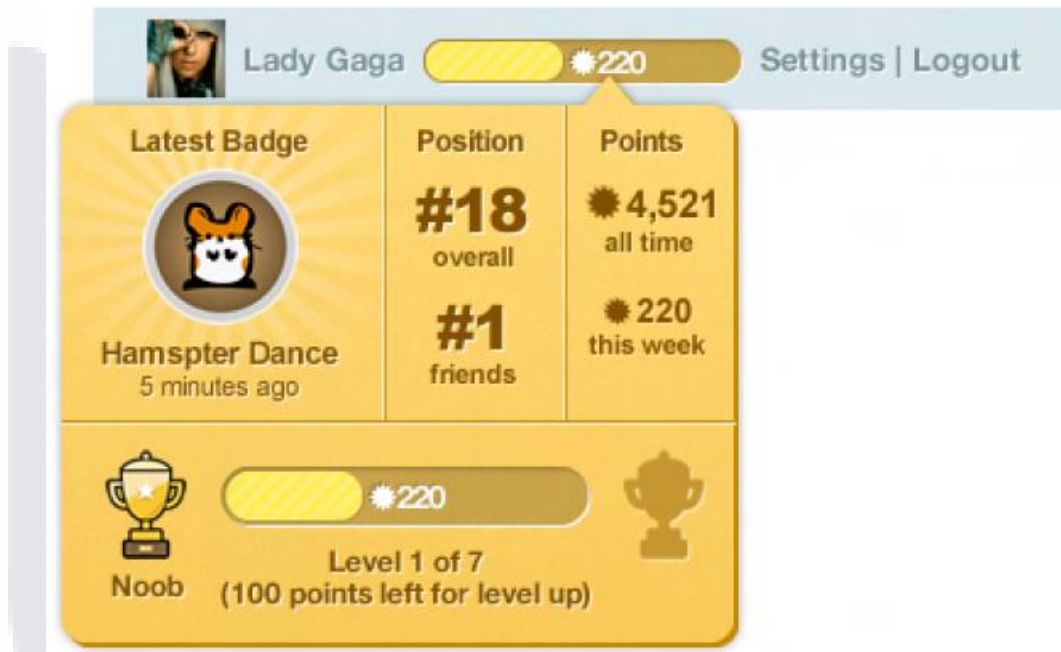 Lady Gaga 220 Settings | Logout
Latest Badge
Hamspter Dance
5 minutes ago
Position
#18
overall
#1
friends
Points
4,521
all time
220
this week
Noob
220
Level 1 of 7
(100 points left for level up)